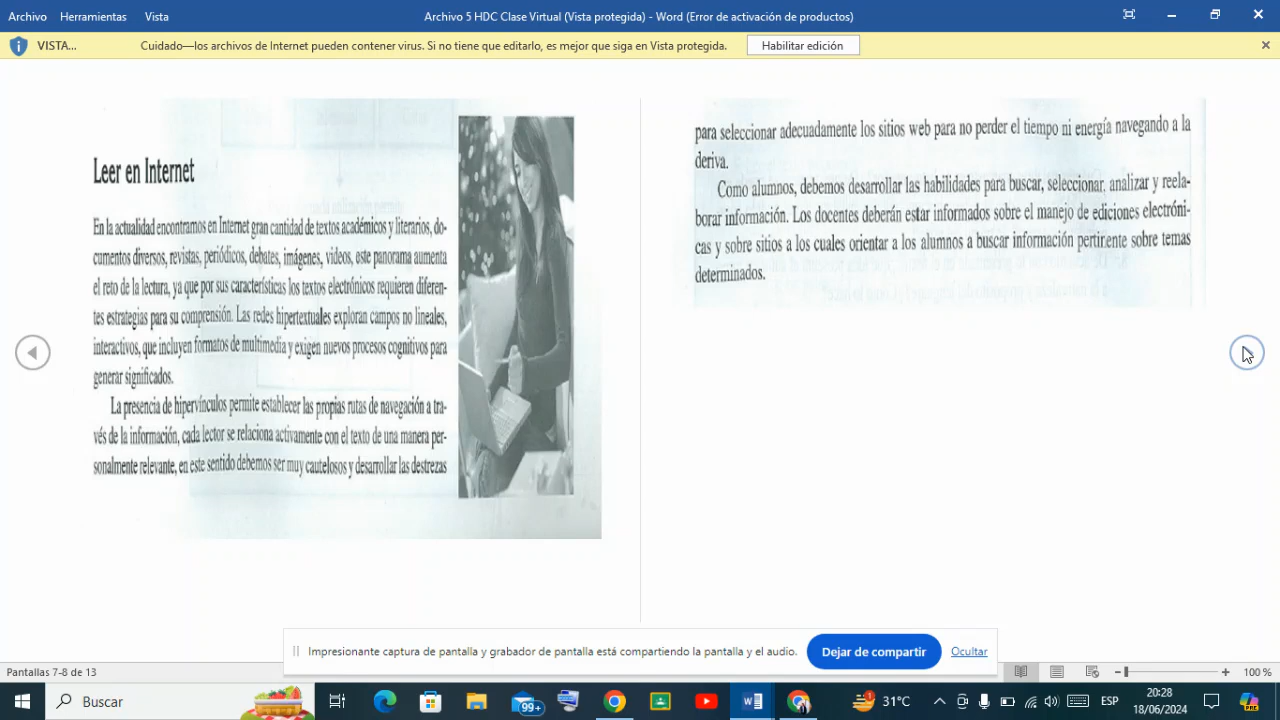 Archivo Herramientas Vista
Archivo 5 HDC Clase Virtual (Vista protegida) - Word (Error de activación de productos)
VISTA... Cuidado—los archivos de Internet pueden contener virus. Si no tiene que editarlo, es mejor que siga en Vista protegida. Habilitar edición
Leer en Internet
En la actualidad encontramos en Internet gran cantidad de textos académicos y literarios, do-
cumentos diversos, revistas, periódicos, debates, imágenes, videos, este panorama aumenta
el reto de la lectura, ya que por sus características los textos electrónicos requieren diferen-
tes estrategias para su comprensión. Las redes hipertextuales exploran campos no lineales,
interactivos, que incluyen formatos de multimedia y exigen nuevos procesos cognitivos para
generar significados.
La presencia de hipervínculos permite establecer las propias rutas de navegación a tra-
vés de la información, cada lector se relaciona activamente con el texto de una manera per-
sonalmente relevante, en este sentido debemos ser muy cautelosos y desarrollar las destrezas
para seleccionar adecuadamente los sitios web para no perder el tiempo ni energía navegando a la
deriva.
Como alumnos, debemos desarrollar las habilidades para buscar, seleccionar, analizar y reela-
borar información. Los docentes deberán estar informados sobre el manejo de ediciones electróni-
cas y sobre sitios a los cuales orientar a los alumnos a buscar información pertinente sobre temas
determinados.
Impresionante captura de pantalla y grabador de pantalla está compartiendo la pantalla y el audio. Dejar de compartir Ocultar
Pantallas 7-8 de 13
100 %
Buscar
99+
1
31°C
ESP
20:28
18/06/2024
PRE